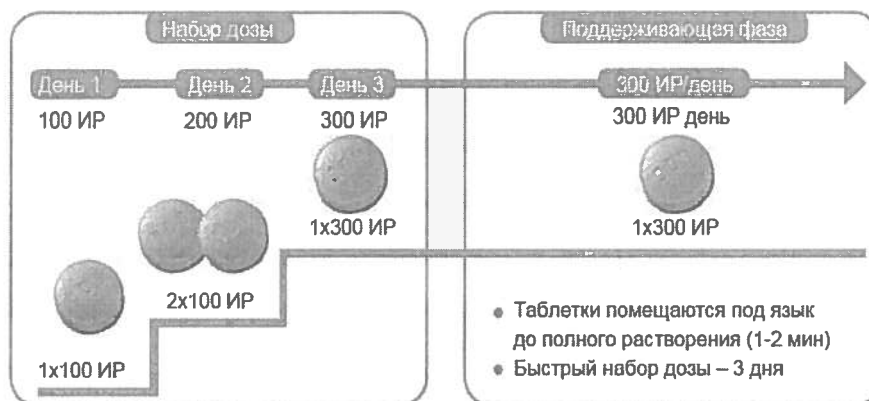 Набор дозы
День 1
День 2
День 3
100 ИР
200 ИР
300 ИР
1x100 ИР
2x100 ИР
1x300 ИР
Поддерживающая фаза
300 ИР/день
300 ИР день
1x300 ИР
Таблетки помещаются под язык
до полного растворения (1-2 мин)
Быстрый набор дозы – 3 дня